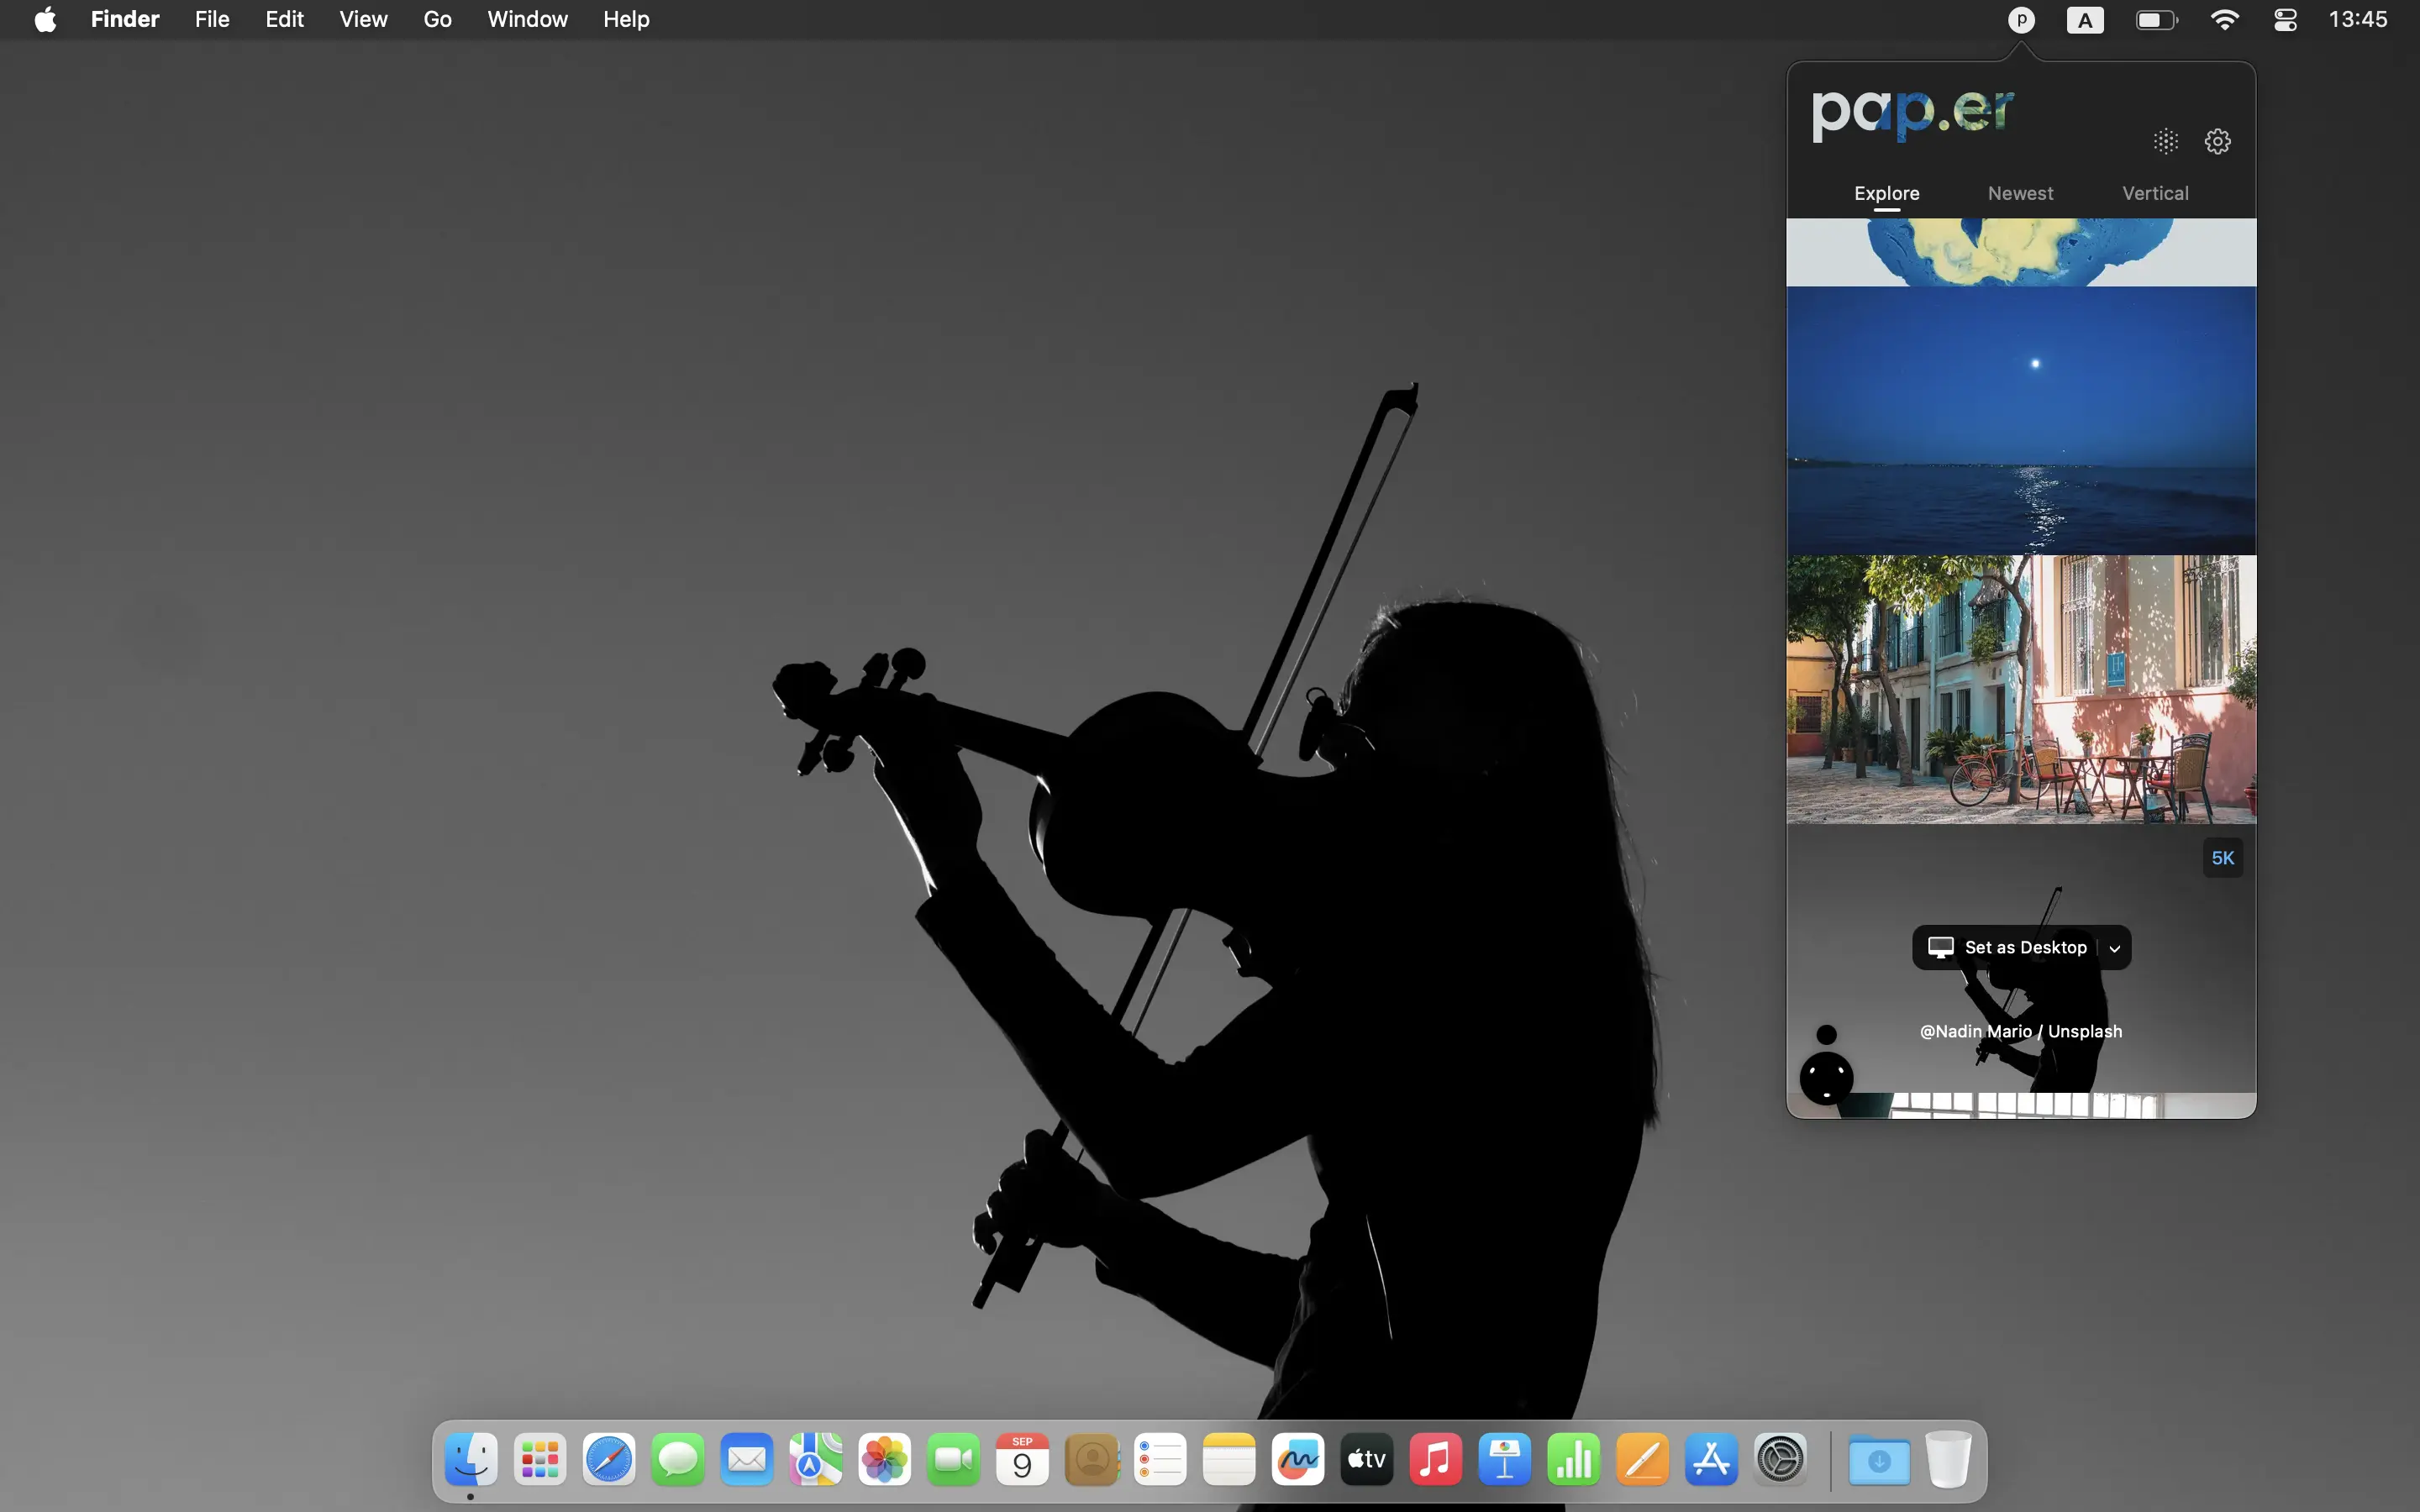 Finder File Edit View Go Window Help
p A 13:45
pap.er
Explore Newest Vertical
5K
Set as Desktop
@Nadin Mario / Unsplash
SEP
9
tv